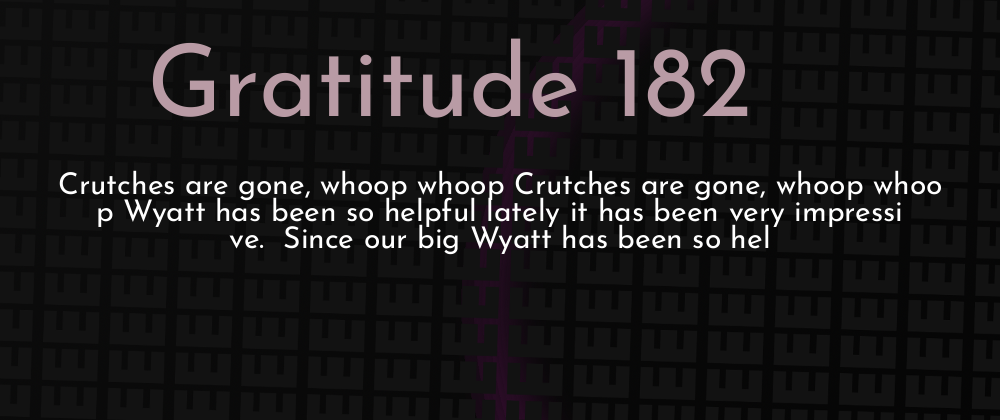 Gratitude 182
Crutches are gone, whoop whoop Crutches are gone, whoop whoo
p Wyatt has been so helpful lately it has been very impressi
ve.  Since our big Wyatt has been so hel